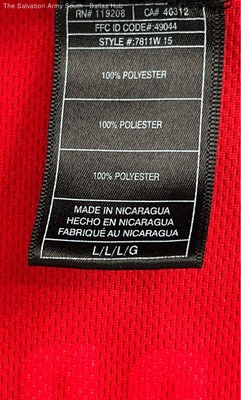 The Salvation Army South - Dallas Hub
RN# 119208 CA# 40312
FFC ID CODE#:49044
STYLE #:7811W 15
100% POLYESTER
100% POLIESTER
100% POLYESTER
MADE IN NICARAGUA
HECHO EN NICARAGUA
FABRIQUÉ AU NICARAGUA
L/L/L/G